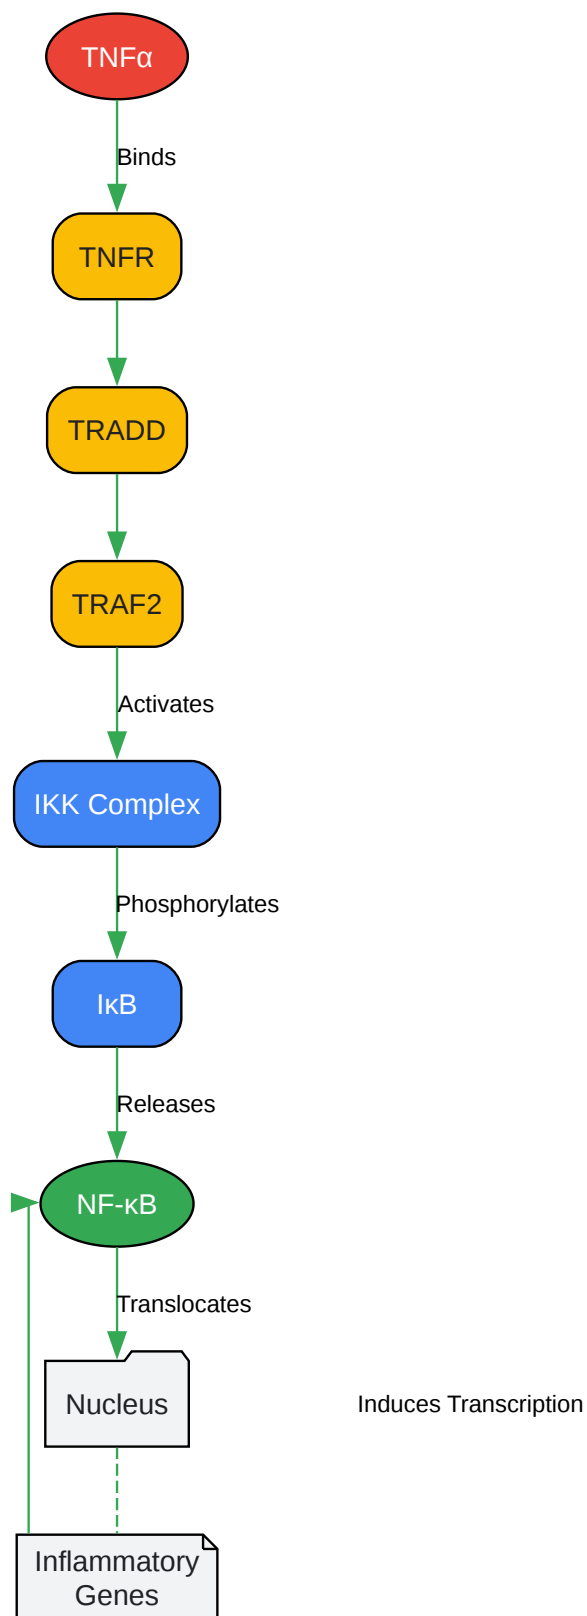 TNFα
Binds
TNFR
TRADD
TRAF2
Activates
IKK Complex
Phosphorylates
IκB
Releases
NF-κB
Translocates
Nucleus
Induces Transcription
Inflammatory
Genes